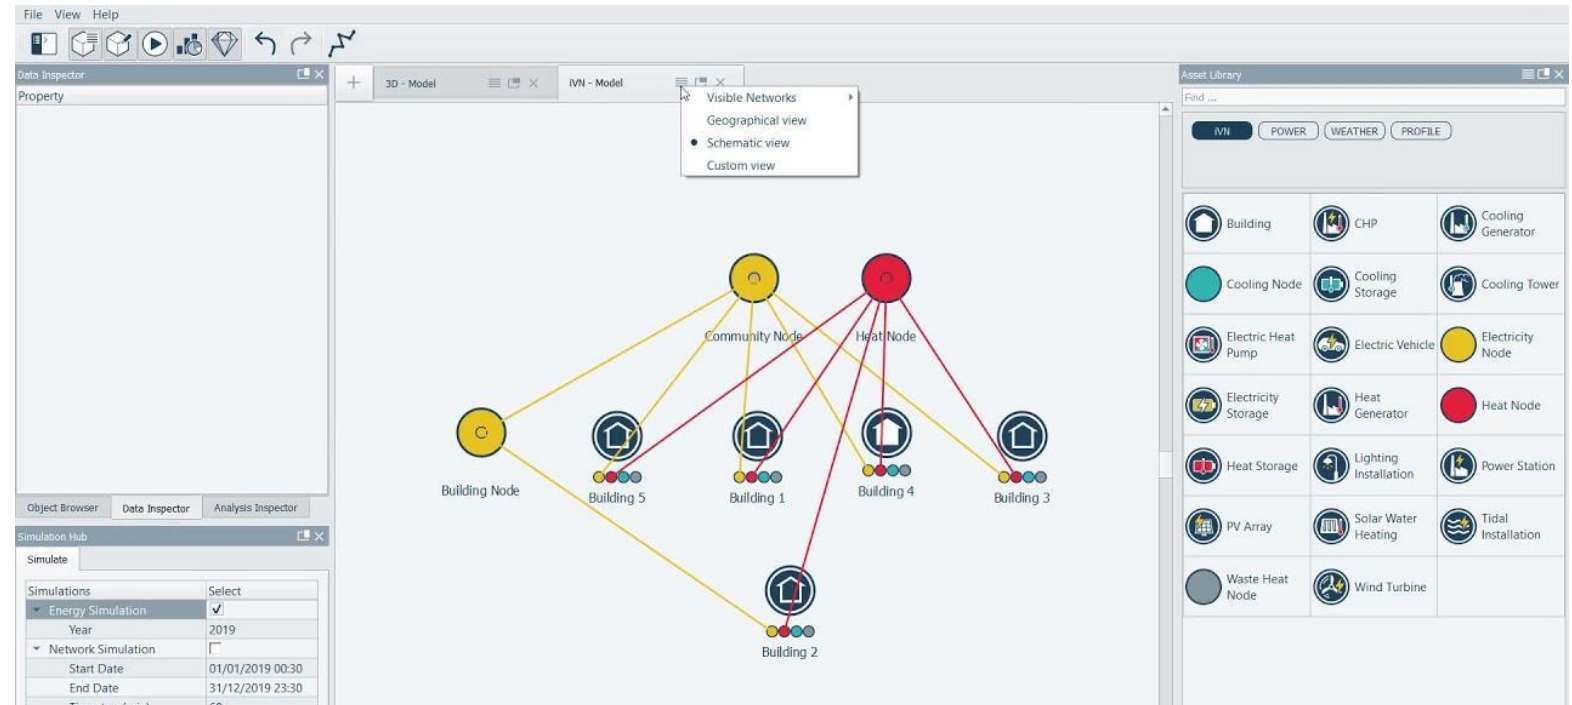 File View Help
Data Inspector
Property
3D - Model
iVN - Model
Visible Networks
Geographical view
Schematic view
Custom view
Community Node
Heat Node
Building Node
Building 5
Building 1
Building 4
Building 3
Building 2
Object Browser Data Inspector Analysis Inspector
Simulation Hub
Simulate
Simulations Select
Energy Simulation
Year 2019
Network Simulation
Start Date 01/01/2019 00:30
End Date 31/12/2019 23:30
Asset Library
Find ...
iVN POWER WEATHER PROFILE
Building
CHP
Cooling
Generator
Cooling Node
Cooling
Storage
Cooling Tower
Electric Heat
Pump
Electric Vehicle
Electricity
Node
Electricity
Storage
Heat
Generator
Heat Node
Heat Storage
Lighting
Installation
Power Station
PV Array
Solar Water
Heating
Tidal
Installation
Waste Heat
Node
Wind Turbine